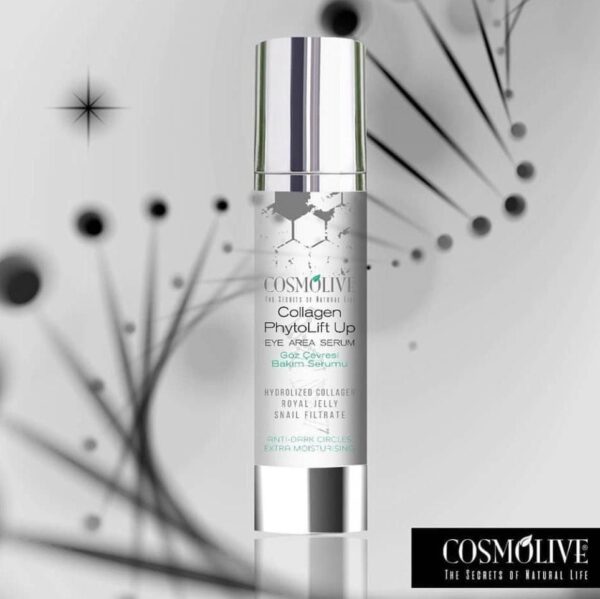 COSMOLIVE
The Secrets of Natural Life
Collagen
PhytoLift Up
EYE AREA SERUM
Göz Çevresi
Bakım Serumu
HYDROLIZED COLLAGEN
ROYAL JELLY
SNAIL FILTRATE
ANTI-DARK CIRCLES
EXTRA MOISTURISING
COSMOLIVE®
The Secrets of Natural Life